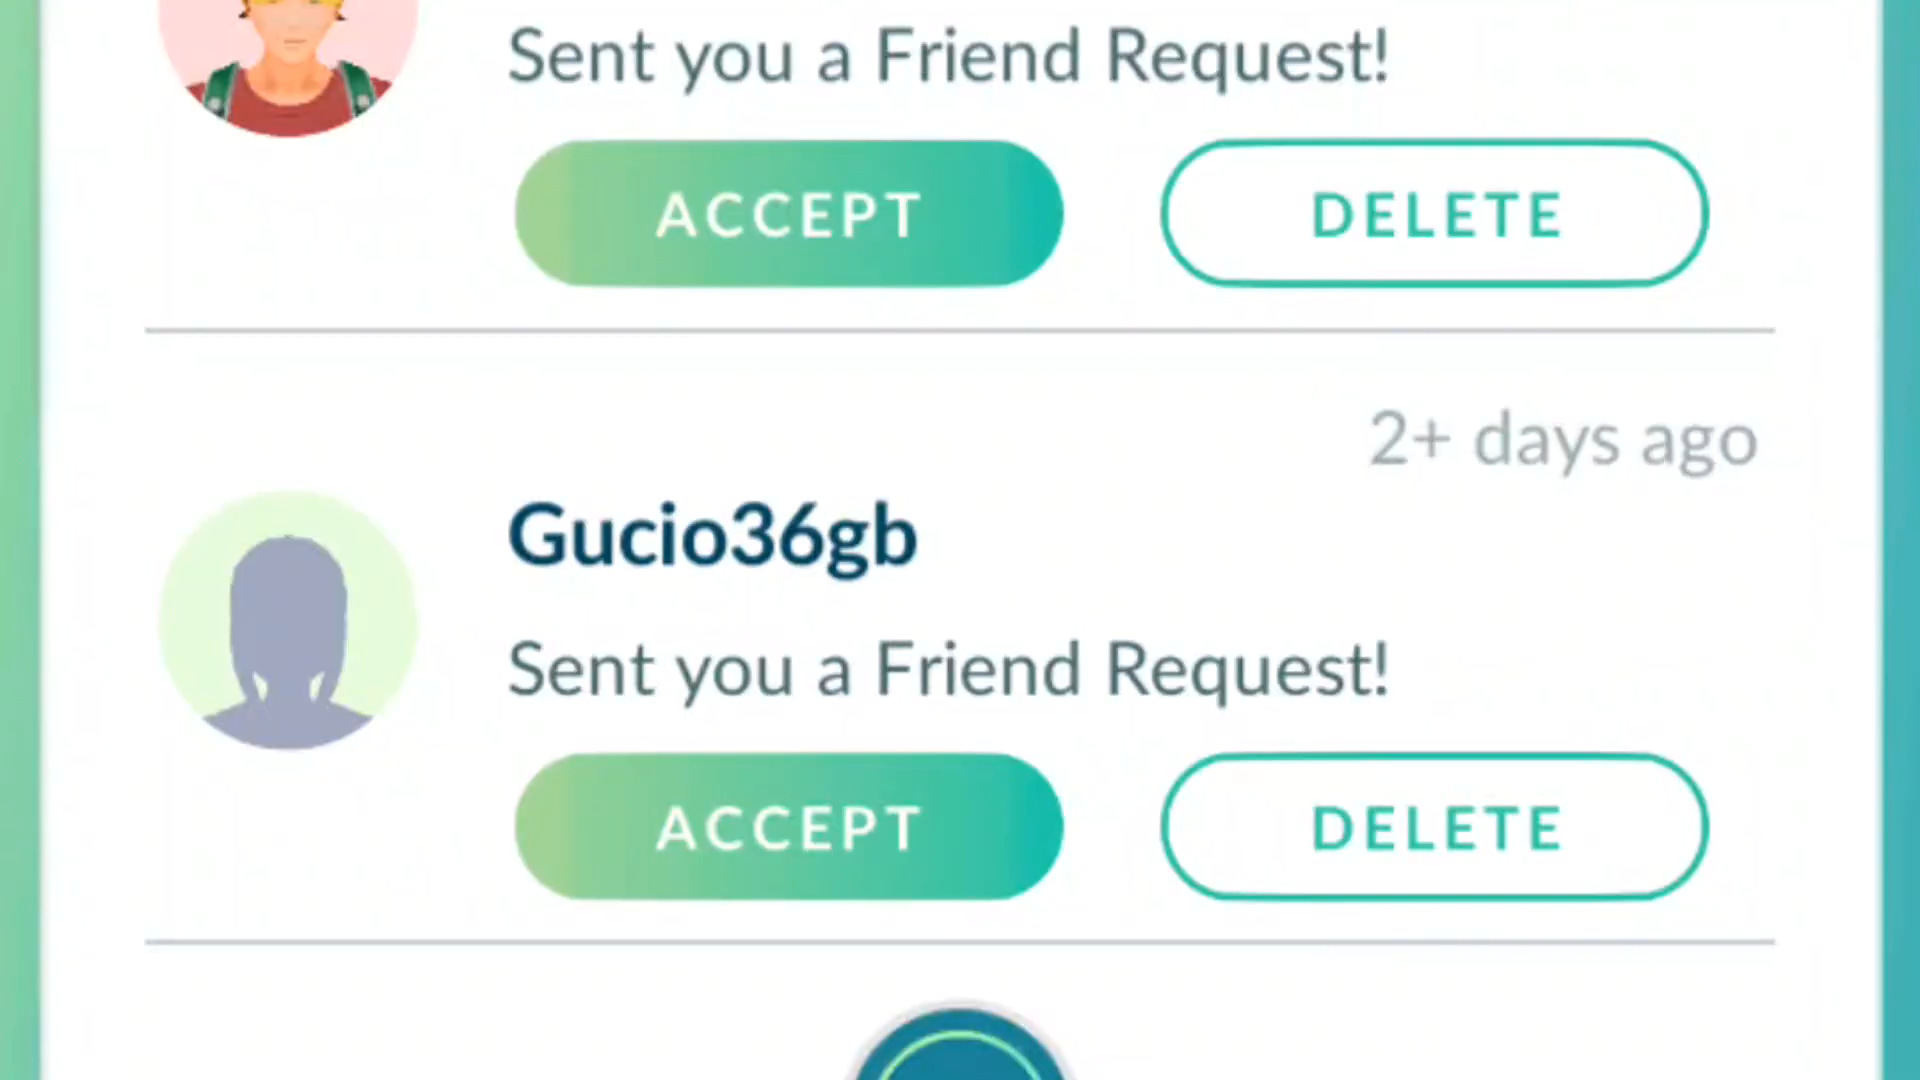 Sent you a Friend Request!
ACCEPT DELETE
2+ days ago
Gucio36gb
Sent you a Friend Request!
ACCEPT DELETE